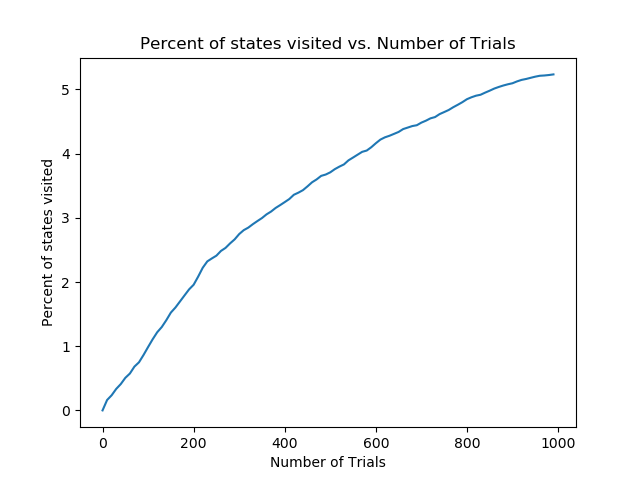 Percent of states visited vs. Number of Trials
5
4
3
2
1
0
Percent of states visited
0 200 400 600 800 1000
Number of Trials